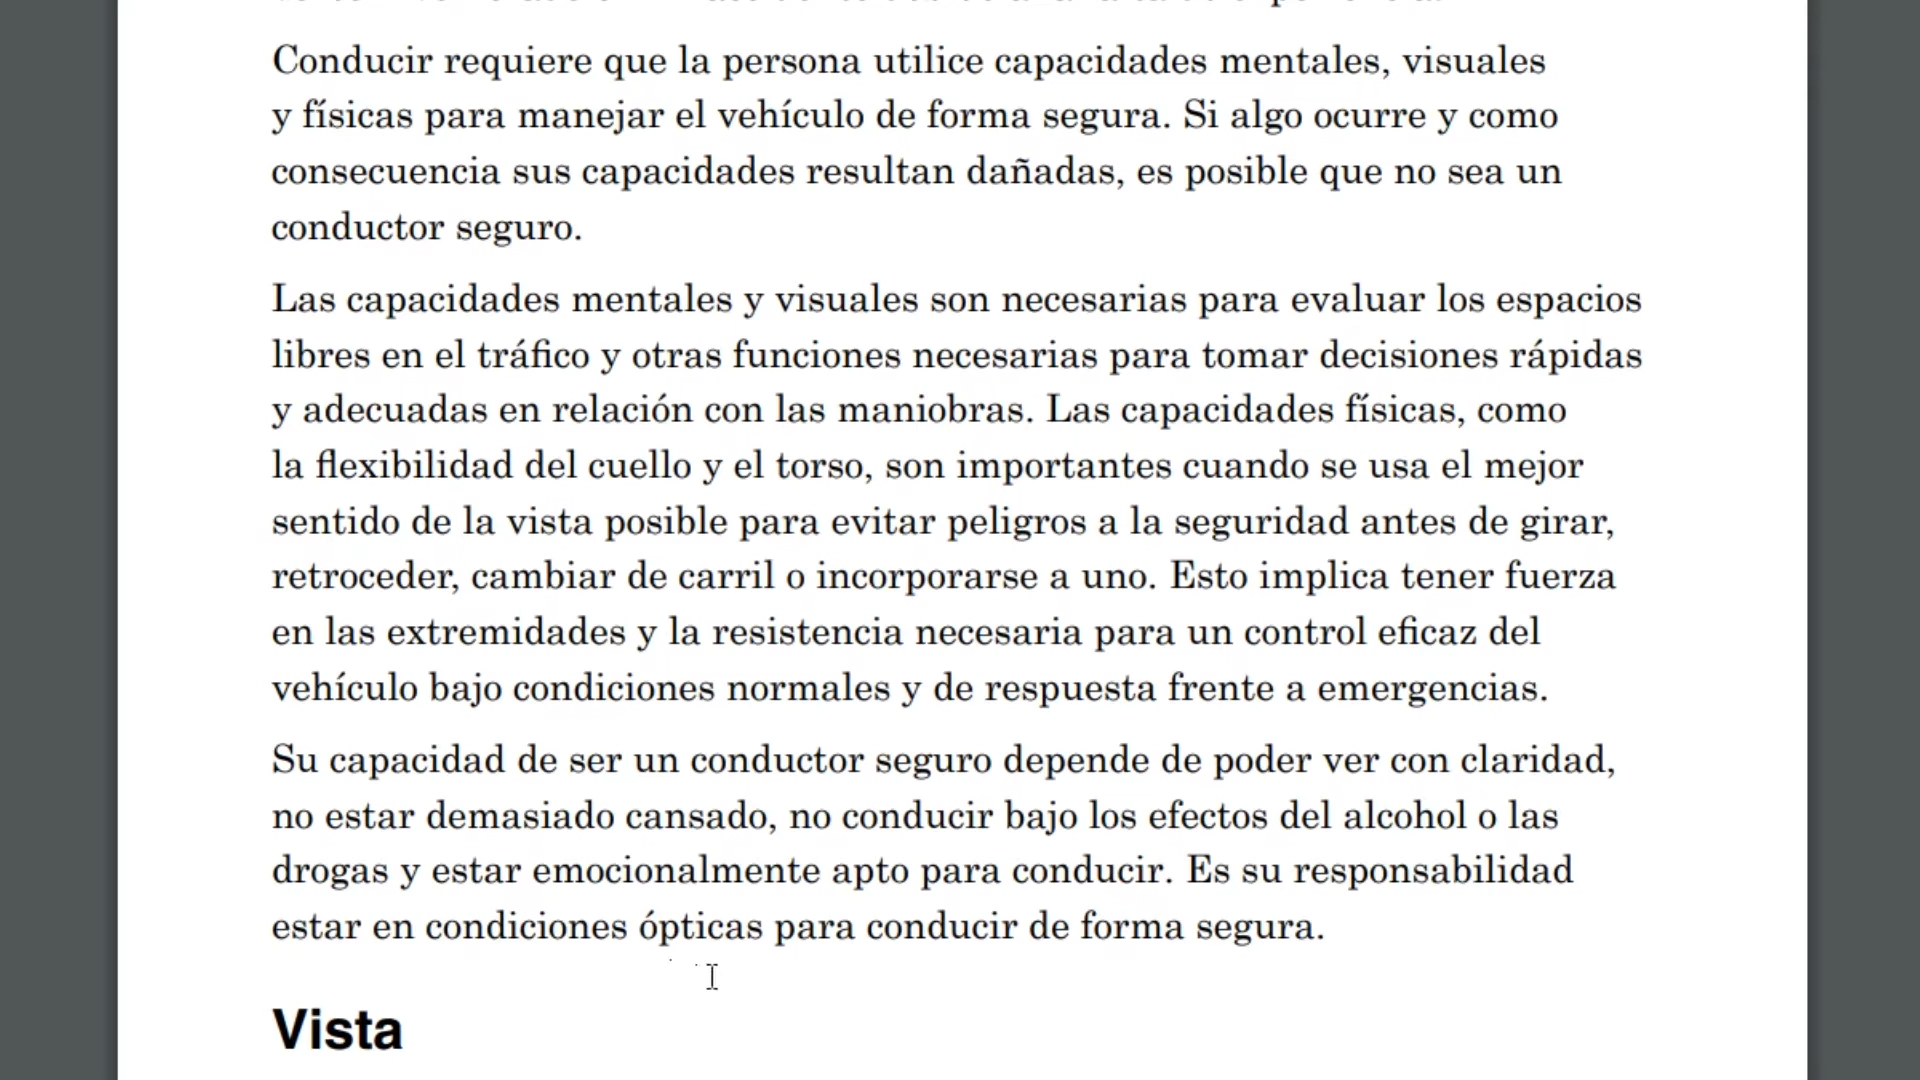 Conducir requiere que la persona utilice capacidades mentales, visuales
y físicas para manejar el vehículo de forma segura. Si algo ocurre y como
consecuencia sus capacidades resultan dañadas, es posible que no sea un
conductor seguro.
Las capacidades mentales y visuales son necesarias para evaluar los espacios
libres en el tráfico y otras funciones necesarias para tomar decisiones rápidas
y adecuadas en relación con las maniobras. Las capacidades físicas, como
la flexibilidad del cuello y el torso, son importantes cuando se usa el mejor
sentido de la vista posible para evitar peligros a la seguridad antes de girar,
retroceder, cambiar de carril o incorporarse a uno. Esto implica tener fuerza
en las extremidades y la resistencia necesaria para un control eficaz del
vehículo bajo condiciones normales y de respuesta frente a emergencias.
Su capacidad de ser un conductor seguro depende de poder ver con claridad,
no estar demasiado cansado, no conducir bajo los efectos del alcohol o las
drogas y estar emocionalmente apto para conducir. Es su responsabilidad
estar en condiciones ópticas para conducir de forma segura.
Vista